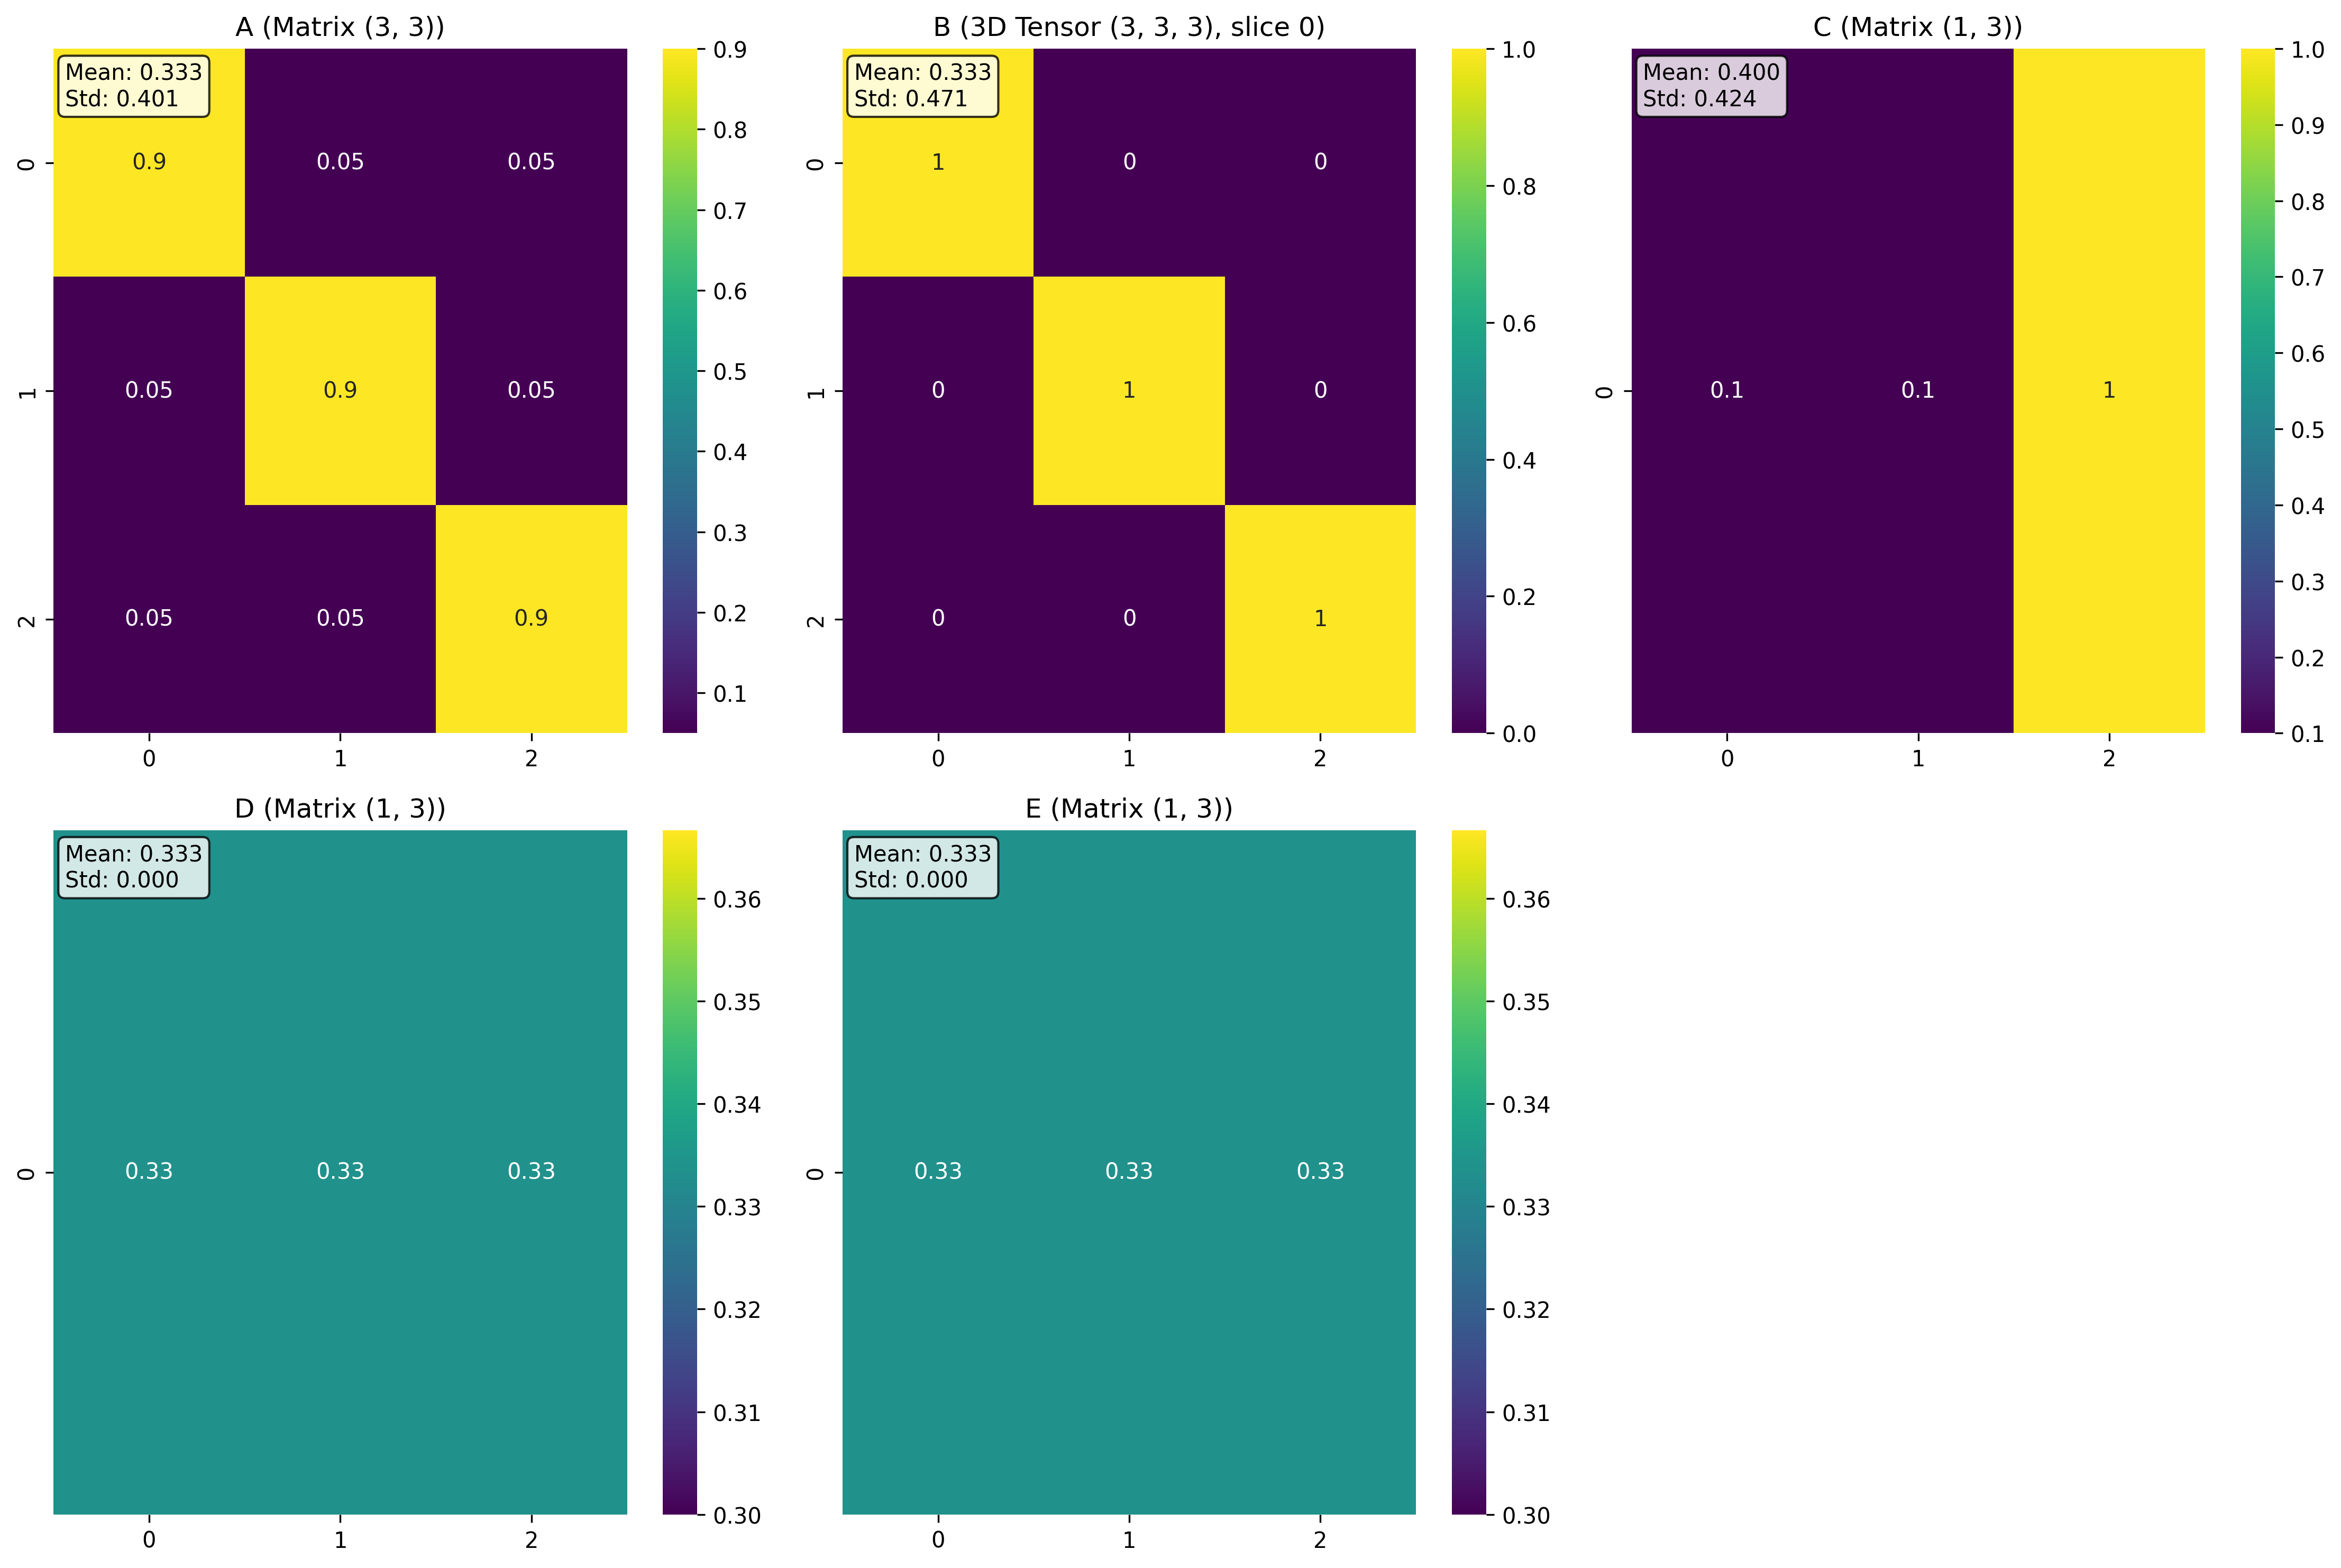 A (Matrix (3, 3))
Mean: 0.333
Std: 0.401
0.9 0.05 0.05
0.05 0.9 0.05
0.05 0.05 0.9
0
1
2
0 1 2
0.9
0.8
0.7
0.6
0.5
0.4
0.3
0.2
0.1
B (3D Tensor (3, 3, 3), slice 0)
Mean: 0.333
Std: 0.471
1 0 0
0 1 0
0 0 1
0
1
2
0 1 2
1.0
0.8
0.6
0.4
0.2
0.0
C (Matrix (1, 3))
Mean: 0.400
Std: 0.424
0.1 0.1 1
0
0 1 2
1.0
0.9
0.8
0.7
0.6
0.5
0.4
0.3
0.2
0.1
D (Matrix (1, 3))
Mean: 0.333
Std: 0.000
0.33 0.33 0.33
0
0 1 2
0.36
0.35
0.34
0.33
0.32
0.31
0.30
E (Matrix (1, 3))
Mean: 0.333
Std: 0.000
0.33 0.33 0.33
0
0 1 2
0.36
0.35
0.34
0.33
0.32
0.31
0.30